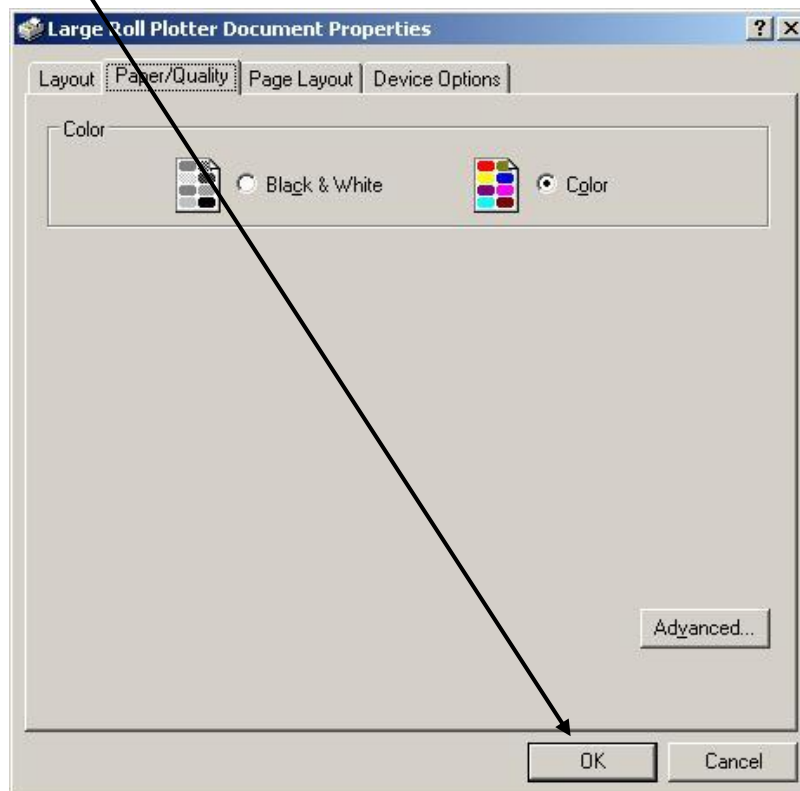 Large Roll Plotter Document Properties
Layout Paper/Quality Page Layout Device Options
Color
Black & White Color
Advanced...
OK Cancel